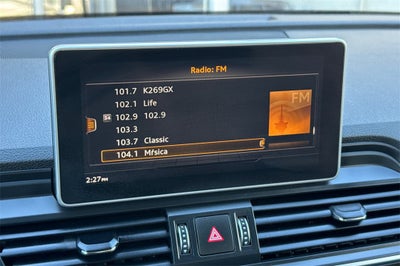 Radio: FM
101.7 K269GX
102.1 Life
102.9 102.9
103.3
103.7 Classic
104.1 Mŕsica
FM
2:27PM